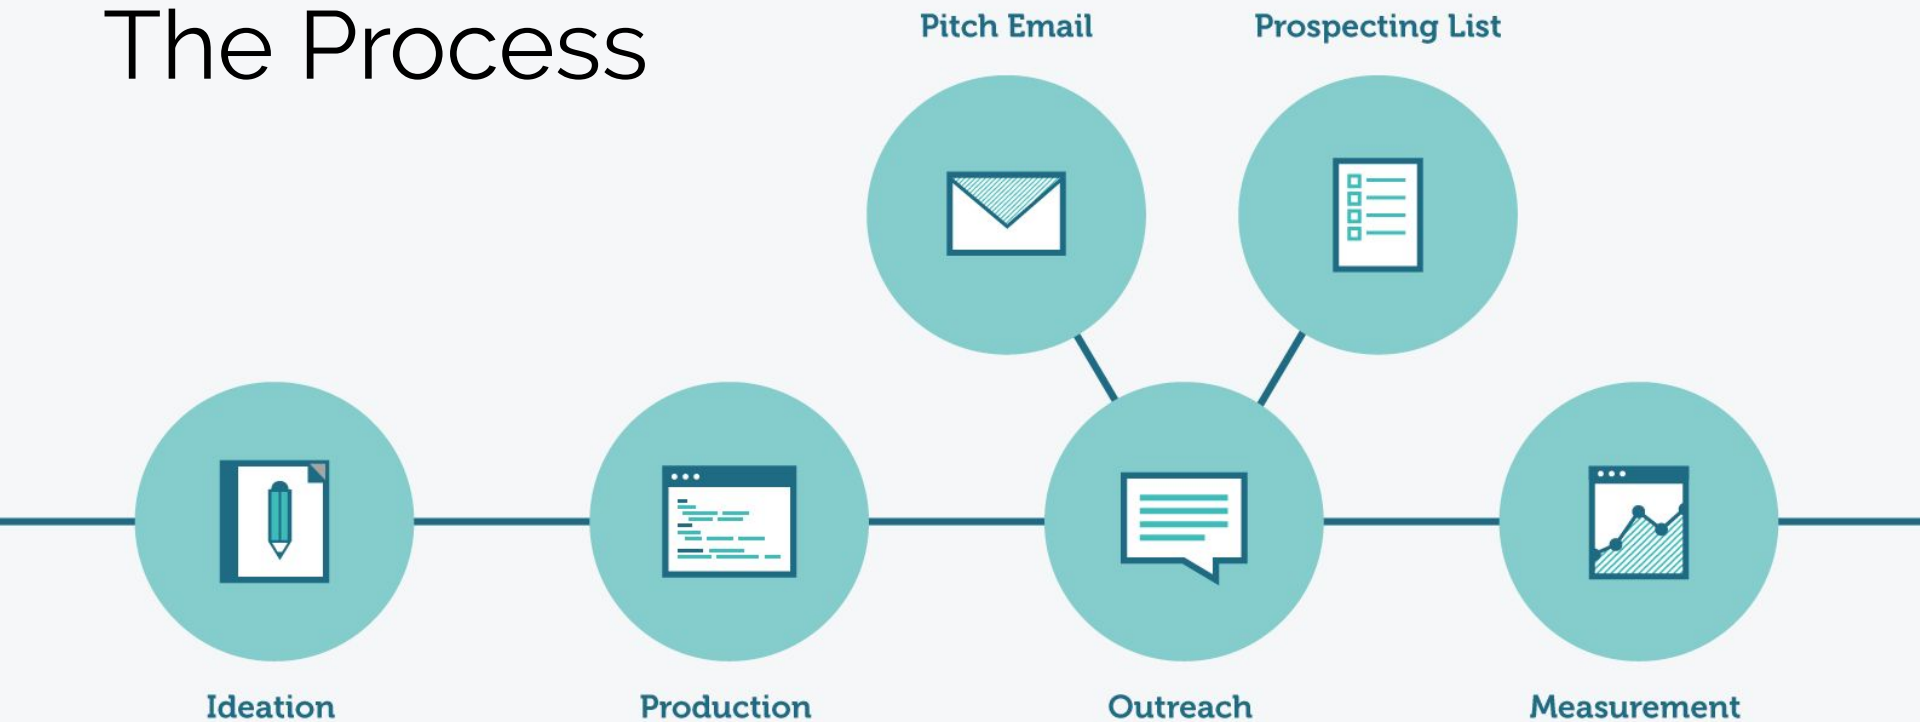 The Process
Pitch Email
Prospecting List
Ideation
Production
Outreach
Measurement